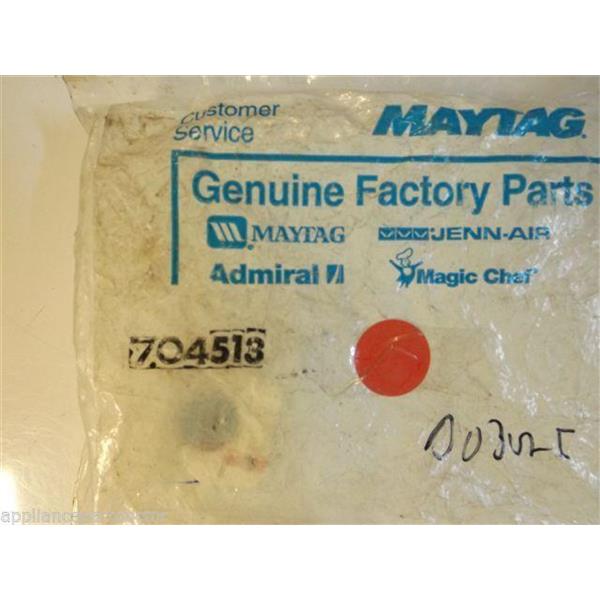 Customer
Service
MAYTAG
Genuine Factory Parts
MAYTAG
JENN-AIR
Admiral
Magic Chef
704513